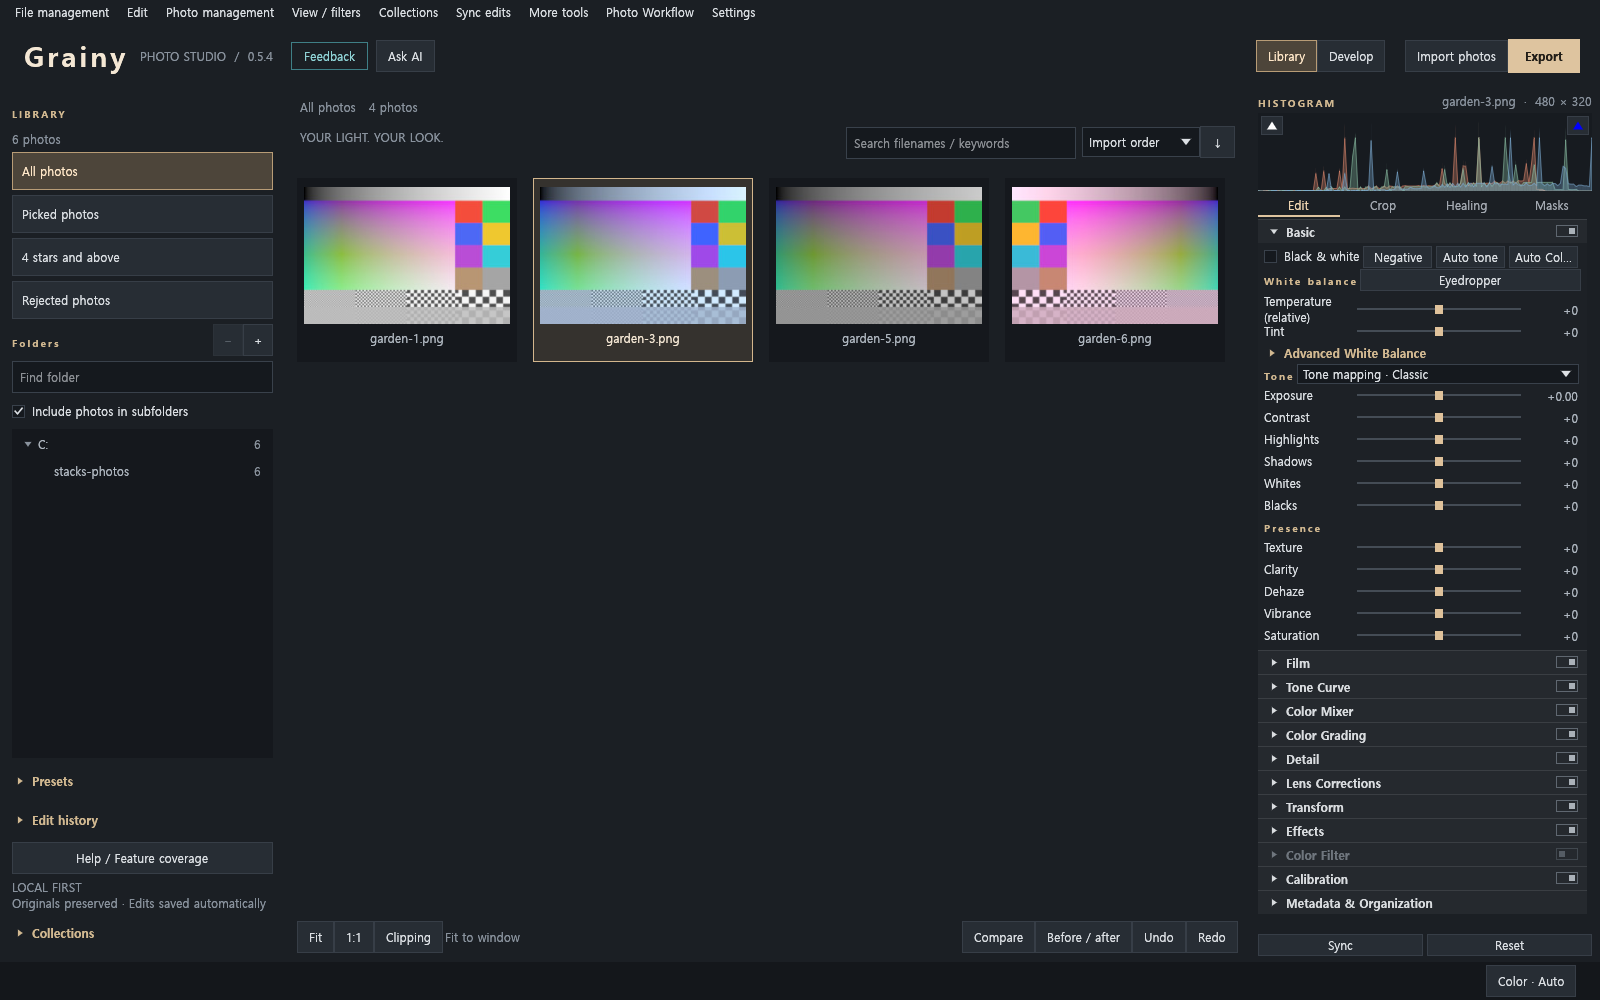 File management Edit Photo management View / filters Collections Sync edits More tools Photo Workflow Settings
Grainy PHOTO STUDIO / 0.5.4 Feedback Ask AI Library Develop Import photos Export
LIBRARY
6 photos
All photos
Picked photos
4 stars and above
Rejected photos
Folders − +
Find folder
Include photos in subfolders
C: 6
stacks-photos 6
Presets
Edit history
Help / Feature coverage
LOCAL FIRST
Originals preserved · Edits saved automatically
Collections
All photos 4 photos
YOUR LIGHT. YOUR LOOK.
Search filenames / keywords Import order ↓
garden-1.png garden-3.png garden-5.png garden-6.png
Fit 1:1 Clipping Fit to window Compare Before / after Undo Redo
HISTOGRAM garden-3.png · 480 × 320
Edit Crop Healing Masks
Basic
Black & white Negative Auto tone Auto Col...
White balance Eyedropper
Temperature
(relative) +0
Tint +0
Advanced White Balance
Tone Tone mapping · Classic
Exposure +0.00
Contrast +0
Highlights +0
Shadows +0
Whites +0
Blacks +0
Presence
Texture +0
Clarity +0
Dehaze +0
Vibrance +0
Saturation +0
Film
Tone Curve
Color Mixer
Color Grading
Detail
Lens Corrections
Transform
Effects
Color Filter
Calibration
Metadata & Organization
Sync Reset
Color · Auto